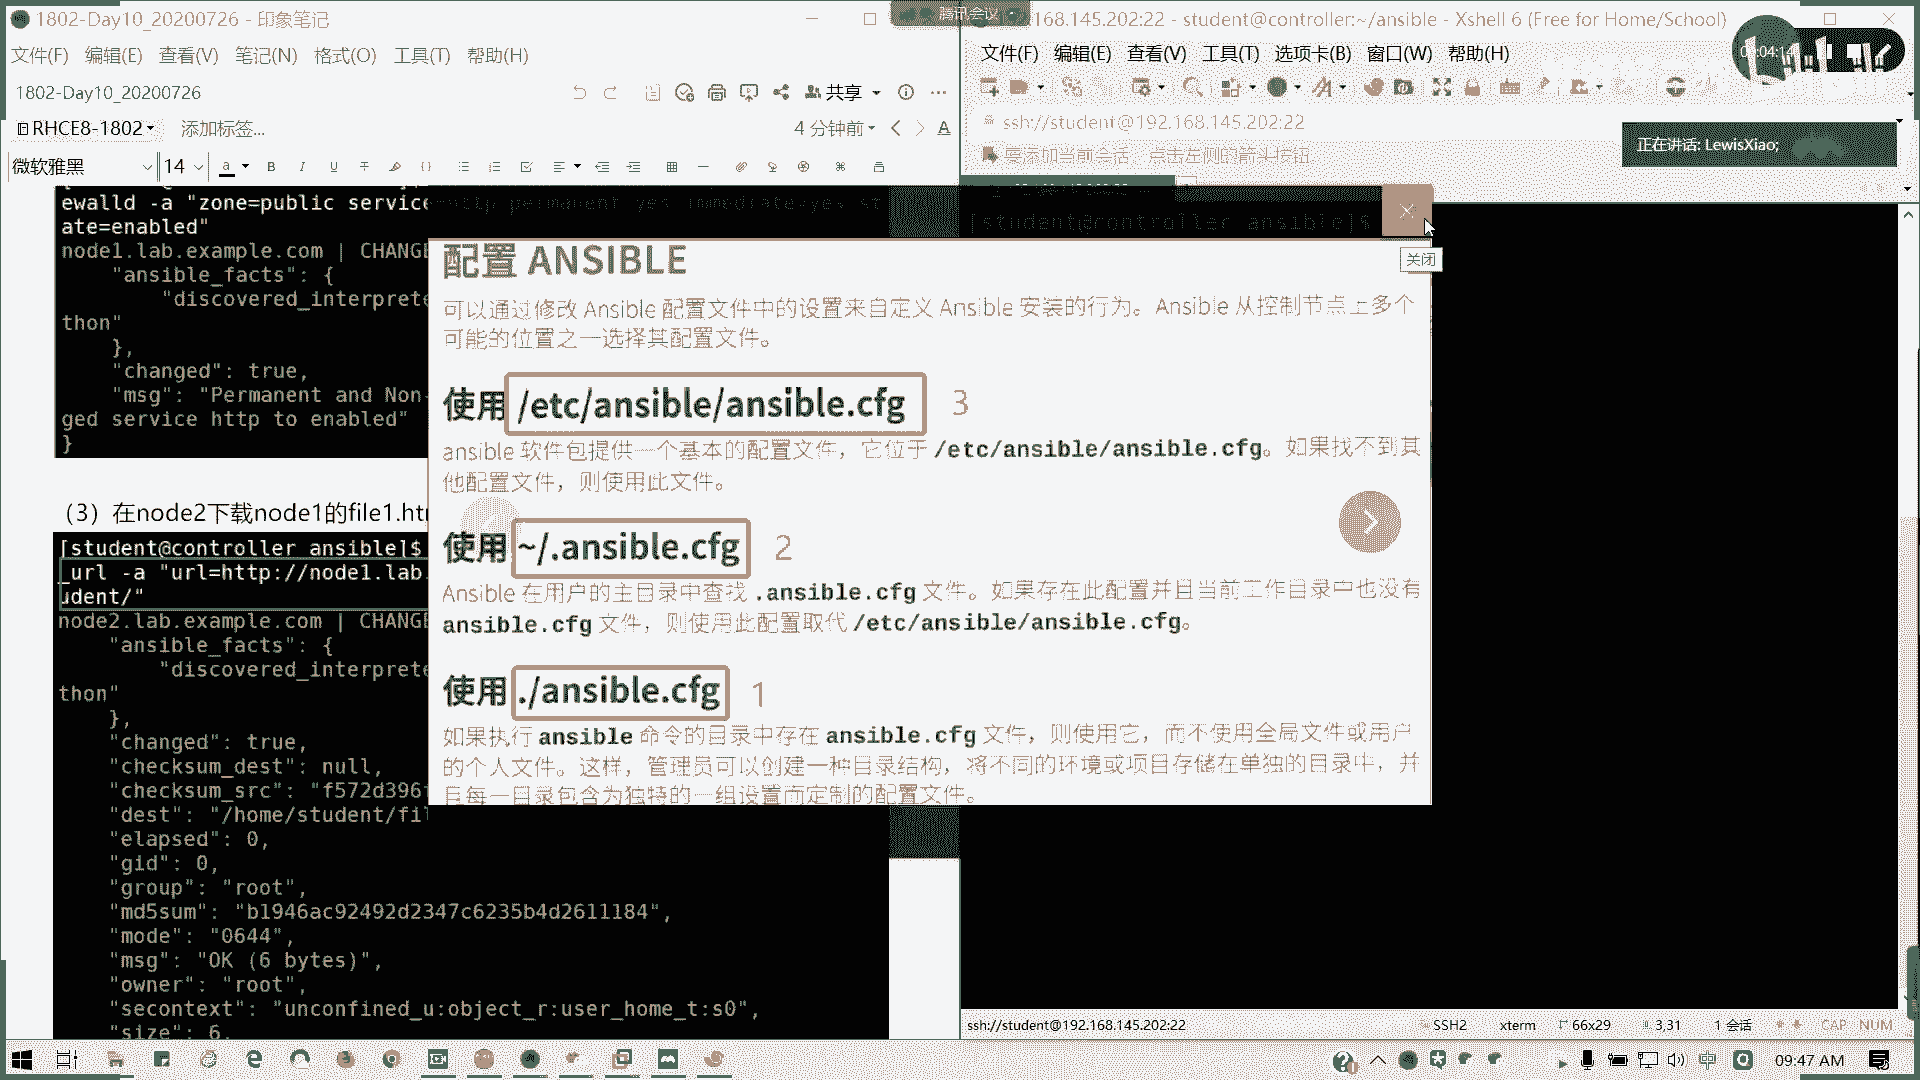 1802-Day10_20200726 - 印象笔记
文件(F) 编辑(E) 查看(V) 笔记(N) 格式(O) 工具(T) 帮助(H)
1802-Day10_20200726
共享
RHCE8-1802
添加标签...
4 分钟前
微软雅黑
14
ewalld -a "zone=public service=http permanent=yes immediate=yes st
ate=enabled"
node1.lab.example.com | CHANG
"ansible_facts": {
"discovered_interprete
thon"
},
"changed": true,
"msg": "Permanent and Non-
ged service http to enabled"
}
（3）在node2下载node1的file1.ht
[student@controller ansible]$
_url -a "url=http://node1.lab.
udent/"
node2.lab.example.com | CHANG
"ansible_facts": {
"discovered_interprete
thon"
},
"changed": true,
"checksum_dest": null,
"checksum_src": "f572d396
"dest": "/home/student/fil
"elapsed": 0,
"gid": 0,
"group": "root",
"md5sum": "b1946ac92492d2347c6235b4d2611184",
"mode": "0644",
"msg": "OK (6 bytes)",
"owner": "root",
"secontext": "unconfined_u:object_r:user_home_t:s0",
"size": 6,
腾讯会议
168.145.202:22 - student@controller:~/ansible - Xshell 6 (Free for Home/School)
文件(F) 编辑(E) 查看(V) 工具(T) 选项卡(B) 窗口(W) 帮助(H)
ssh://student@192.168.145.202:22
要添加当前会话，点击左侧的箭头按钮
正在讲话: LewisXiao;
[student@controller ansible]$
关闭
配置 ANSIBLE
可以通过修改 Ansible 配置文件中的设置来自定义 Ansible 安装的行为。Ansible 从控制节点上多个
可能的位置之一选择其配置文件。
使用 /etc/ansible/ansible.cfg 3
ansible 软件包提供一个基本的配置文件，它位于 /etc/ansible/ansible.cfg。如果找不到其
他配置文件，则使用此文件。
使用 ~/.ansible.cfg 2
Ansible 在用户的主目录中查找 .ansible.cfg 文件。如果存在此配置并且当前工作目录中也没有
ansible.cfg 文件，则使用此配置取代 /etc/ansible/ansible.cfg。
使用 ./ansible.cfg 1
如果执行 ansible 命令的目录中存在 ansible.cfg 文件，则使用它，而不使用全局文件或用户
的个人文件。这样，管理员可以创建一种目录结构，将不同的环境或项目存储在单独的目录中，并
且每一目录包含为独特的一组设置而定制的配置文件。
ssh://student@192.168.145.202:22
SSH2
xterm
66x29
3,31
1 会话
CAP NUM
中
09:47 AM